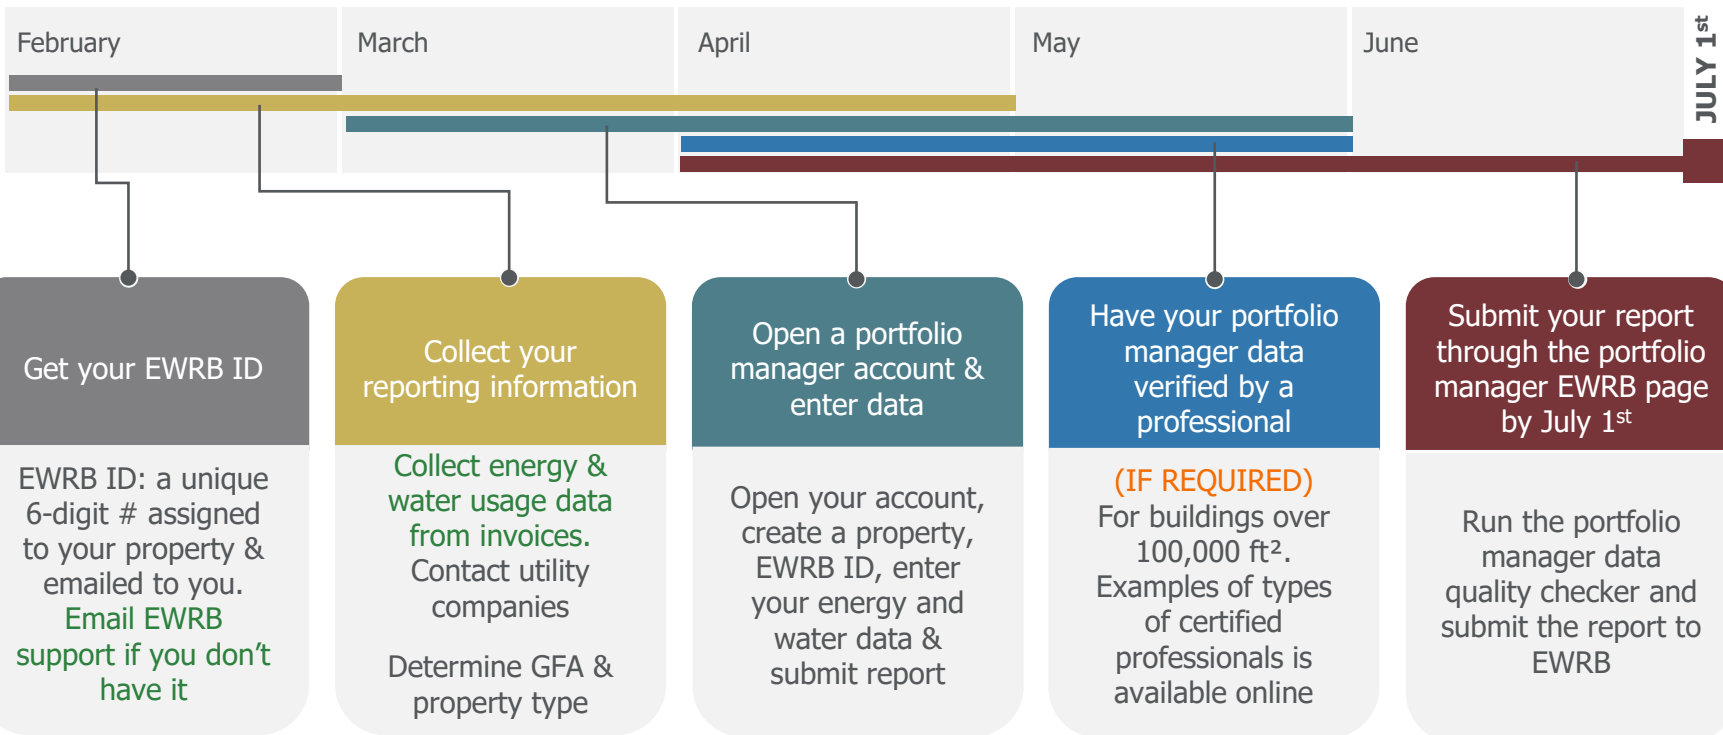 February
March
April
May
June
JULY 1st
Get your EWRB ID
EWRB ID: a unique
6-digit # assigned
to your property &
emailed to you.
Email EWRB
support if you don’t
have it
Collect your
reporting information
Collect energy &
water usage data
from invoices.
Contact utility
companies
Determine GFA &
property type
Open a portfolio
manager account &
enter data
Open your account,
create a property,
EWRB ID, enter
your energy and
water data &
submit report
Have your portfolio
manager data
verified by a
professional
(IF REQUIRED)
For buildings over
100,000 ft².
Examples of types
of certified
professionals is
available online
Submit your report
through the portfolio
manager EWRB page
by July 1st
Run the portfolio
manager data
quality checker and
submit the report to
EWRB